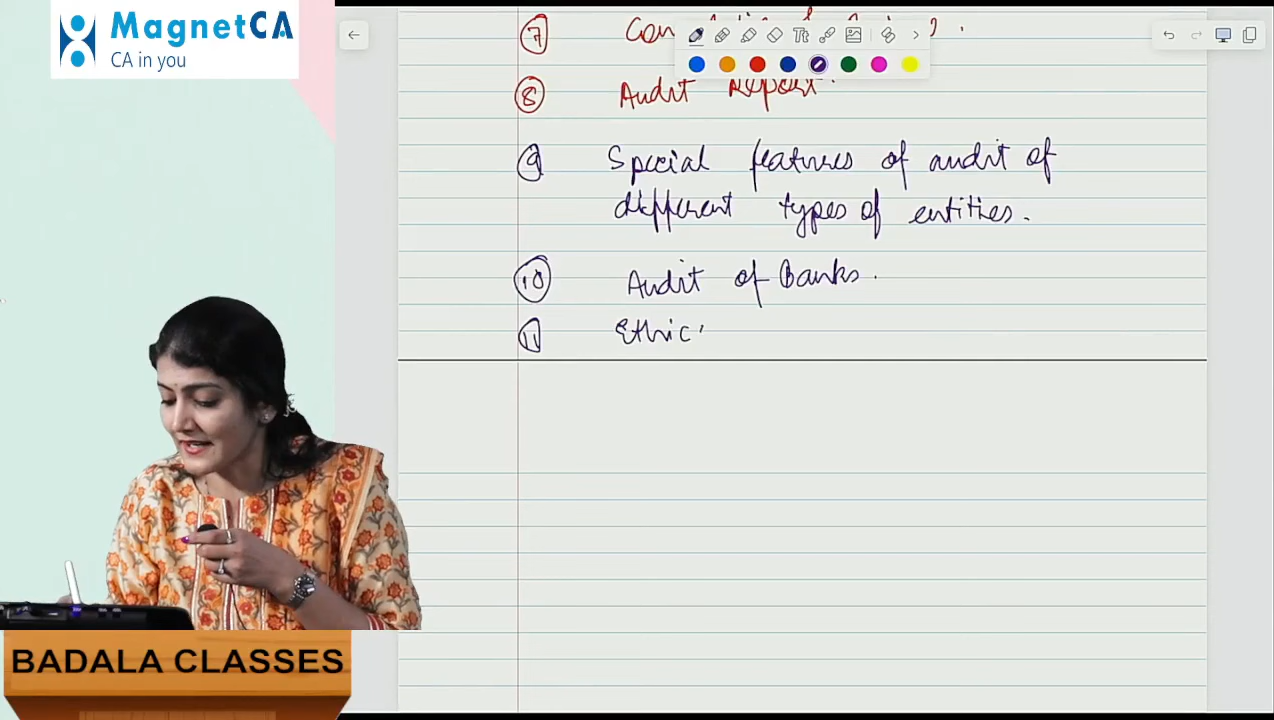 MagnetCA
CA in you
7
8 Audit Report.
9 Special features of audit of
different types of entities.
10 Audit of Banks.
11 Ethic
Tt
BADALA CLASSES